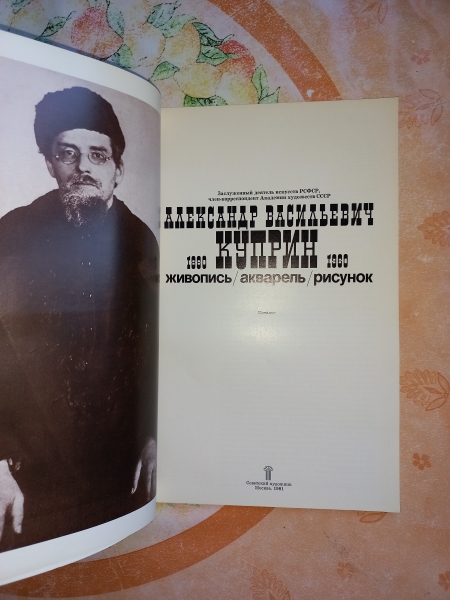 Заслуженный деятель искусств РСФСР,
член-корреспондент Академии художеств СССР
АЛЕКСАНДР ВАСИЛЬЕВИЧ
КУПРИН
1880 1960
живопись/акварель/рисунок
Советский художник
Москва, 1981